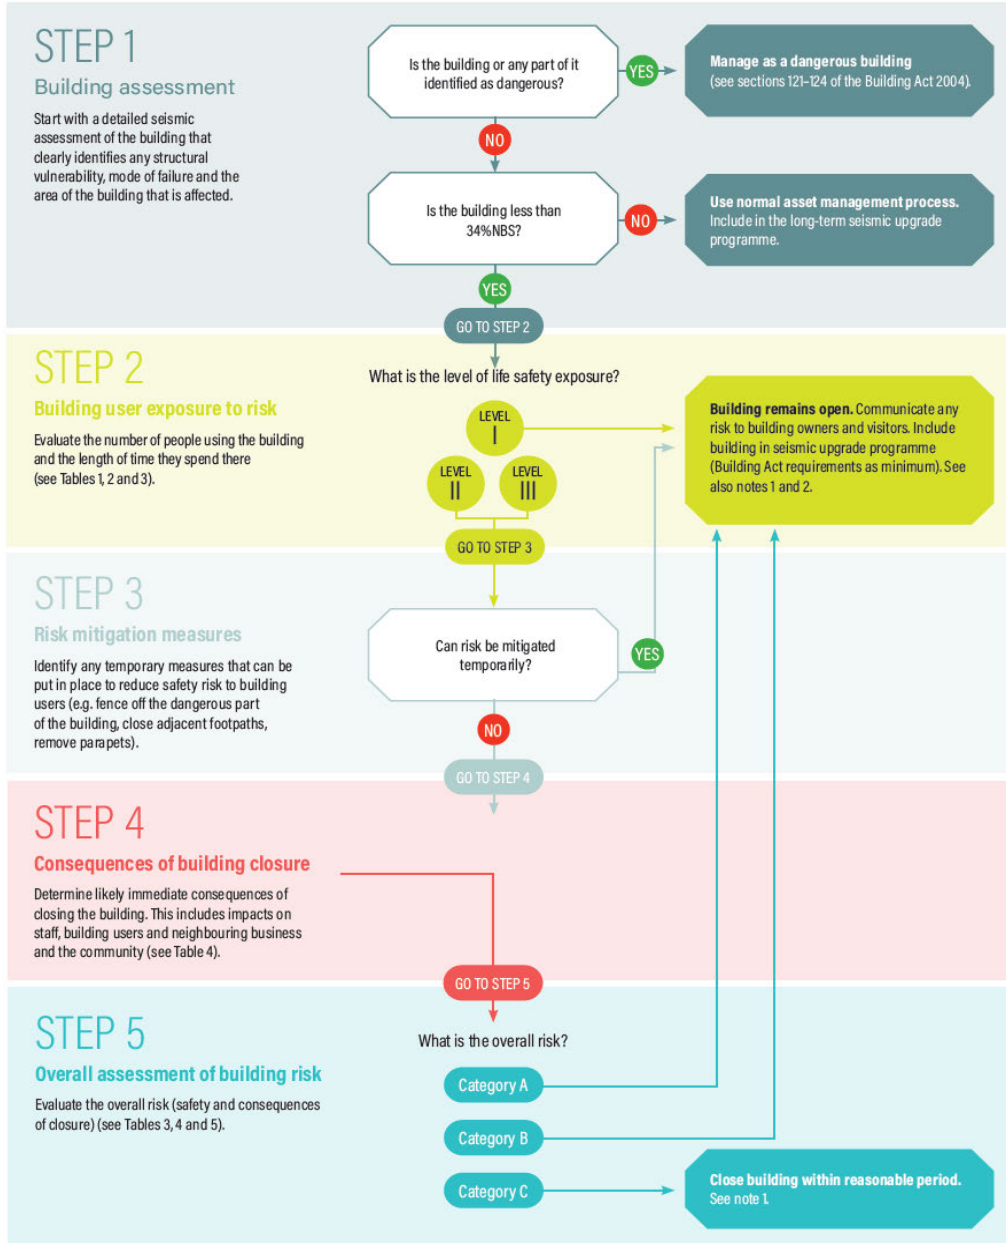 STEP 1
Building assessment
Start with a detailed seismic
assessment of the building that
clearly identifies any structural
vulnerability, mode of failure and the
area of the building that is affected.
Is the building or any part of it
identified as dangerous?
YES
Manage as a dangerous building
(see sections 121–124 of the Building Act 2004).
NO
Is the building less than
34%NBS?
NO
Use normal asset management process.
Include in the long-term seismic upgrade
programme.
YES
GO TO STEP 2
STEP 2
Building user exposure to risk
Evaluate the number of people using the building
and the length of time they spend there
(see Tables 1, 2 and 3).
What is the level of life safety exposure?
LEVEL
I
LEVEL
II
LEVEL
III
Building remains open. Communicate any
risk to building owners and visitors. Include
building in seismic upgrade programme
(Building Act requirements as minimum). See
also notes 1 and 2.
GO TO STEP 3
STEP 3
Risk mitigation measures
Identify any temporary measures that can be
put in place to reduce safety risk to building
users (e.g. fence off the dangerous part
of the building, close adjacent footpaths,
remove parapets).
Can risk be mitigated
temporarily?
YES
NO
GO TO STEP 4
STEP 4
Consequences of building closure
Determine likely immediate consequences of
closing the building. This includes impacts on
staff, building users and neighbouring business
and the community (see Table 4).
GO TO STEP 5
STEP 5
Overall assessment of building risk
Evaluate the overall risk (safety and consequences
of closure) (see Tables 3, 4 and 5).
What is the overall risk?
Category A
Category B
Category C
Close building within reasonable period.
See note 1.